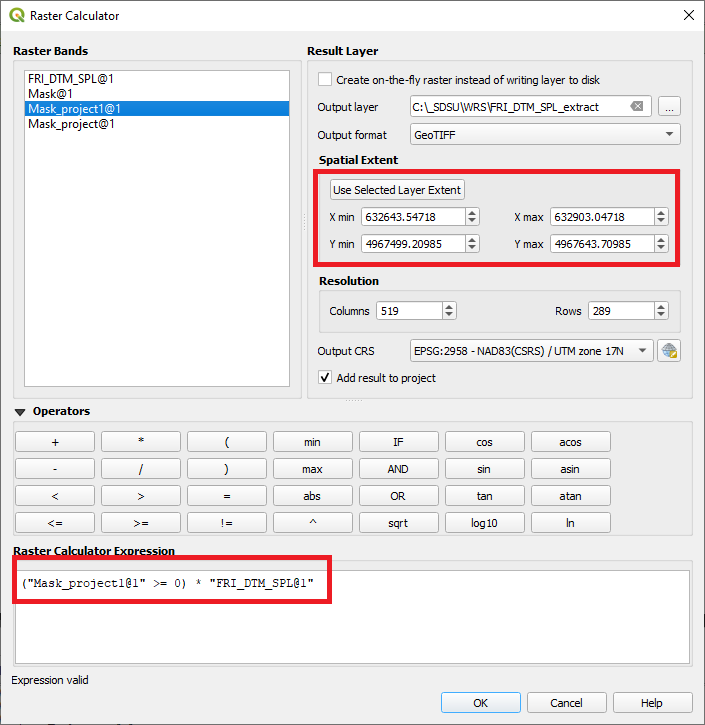 Raster Calculator
Raster Bands
FRI_DTM_SPL@1
Mask@1
Mask_project1@1
Mask_project@1
Result Layer
Create on-the-fly raster instead of writing layer to disk
Output layer C:\_SDSU\WRS\FRI_DTM_SPL_extract ...
Output format GeoTIFF
Spatial Extent
Use Selected Layer Extent
X min 632643.54718 X max 632903.04718
Y min 4967499.20985 Y max 4967643.70985
Resolution
Columns 519 Rows 289
Output CRS EPSG:2958 - NAD83(CSRS) / UTM zone 17N
Add result to project
Operators
+ * ( min IF cos acos
- / ) max AND sin asin
< > = abs OR tan atan
<= >= != ^ sqrt log10 ln
Raster Calculator Expression
("Mask_project1@1" >= 0) * "FRI_DTM_SPL@1"
Expression valid
OK Cancel Help